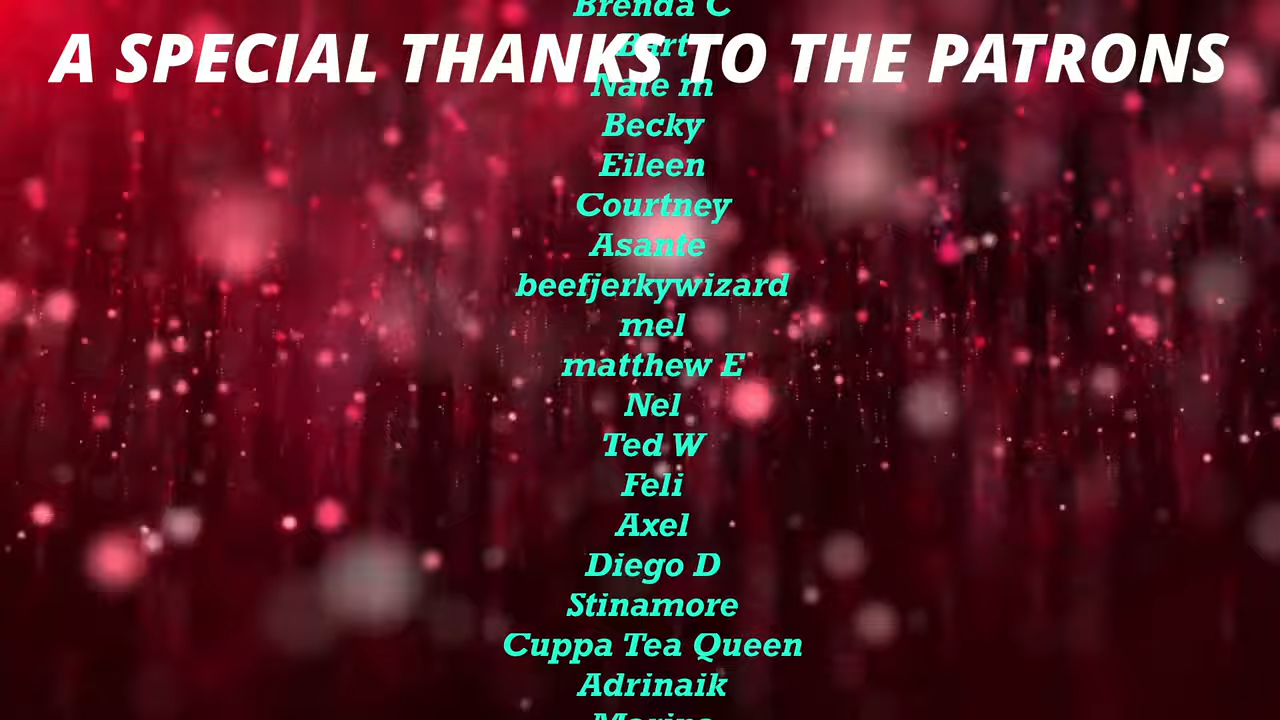 Brenda C
A SPECIAL THANKS TO THE PATRONS
Bart
Nate m
Becky
Eileen
Courtney
Asante
beefjerkywizard
mel
matthew E
Nel
Ted W
Feli
Axel
Diego D
Stinamore
Cuppa Tea Queen
Adrinaik